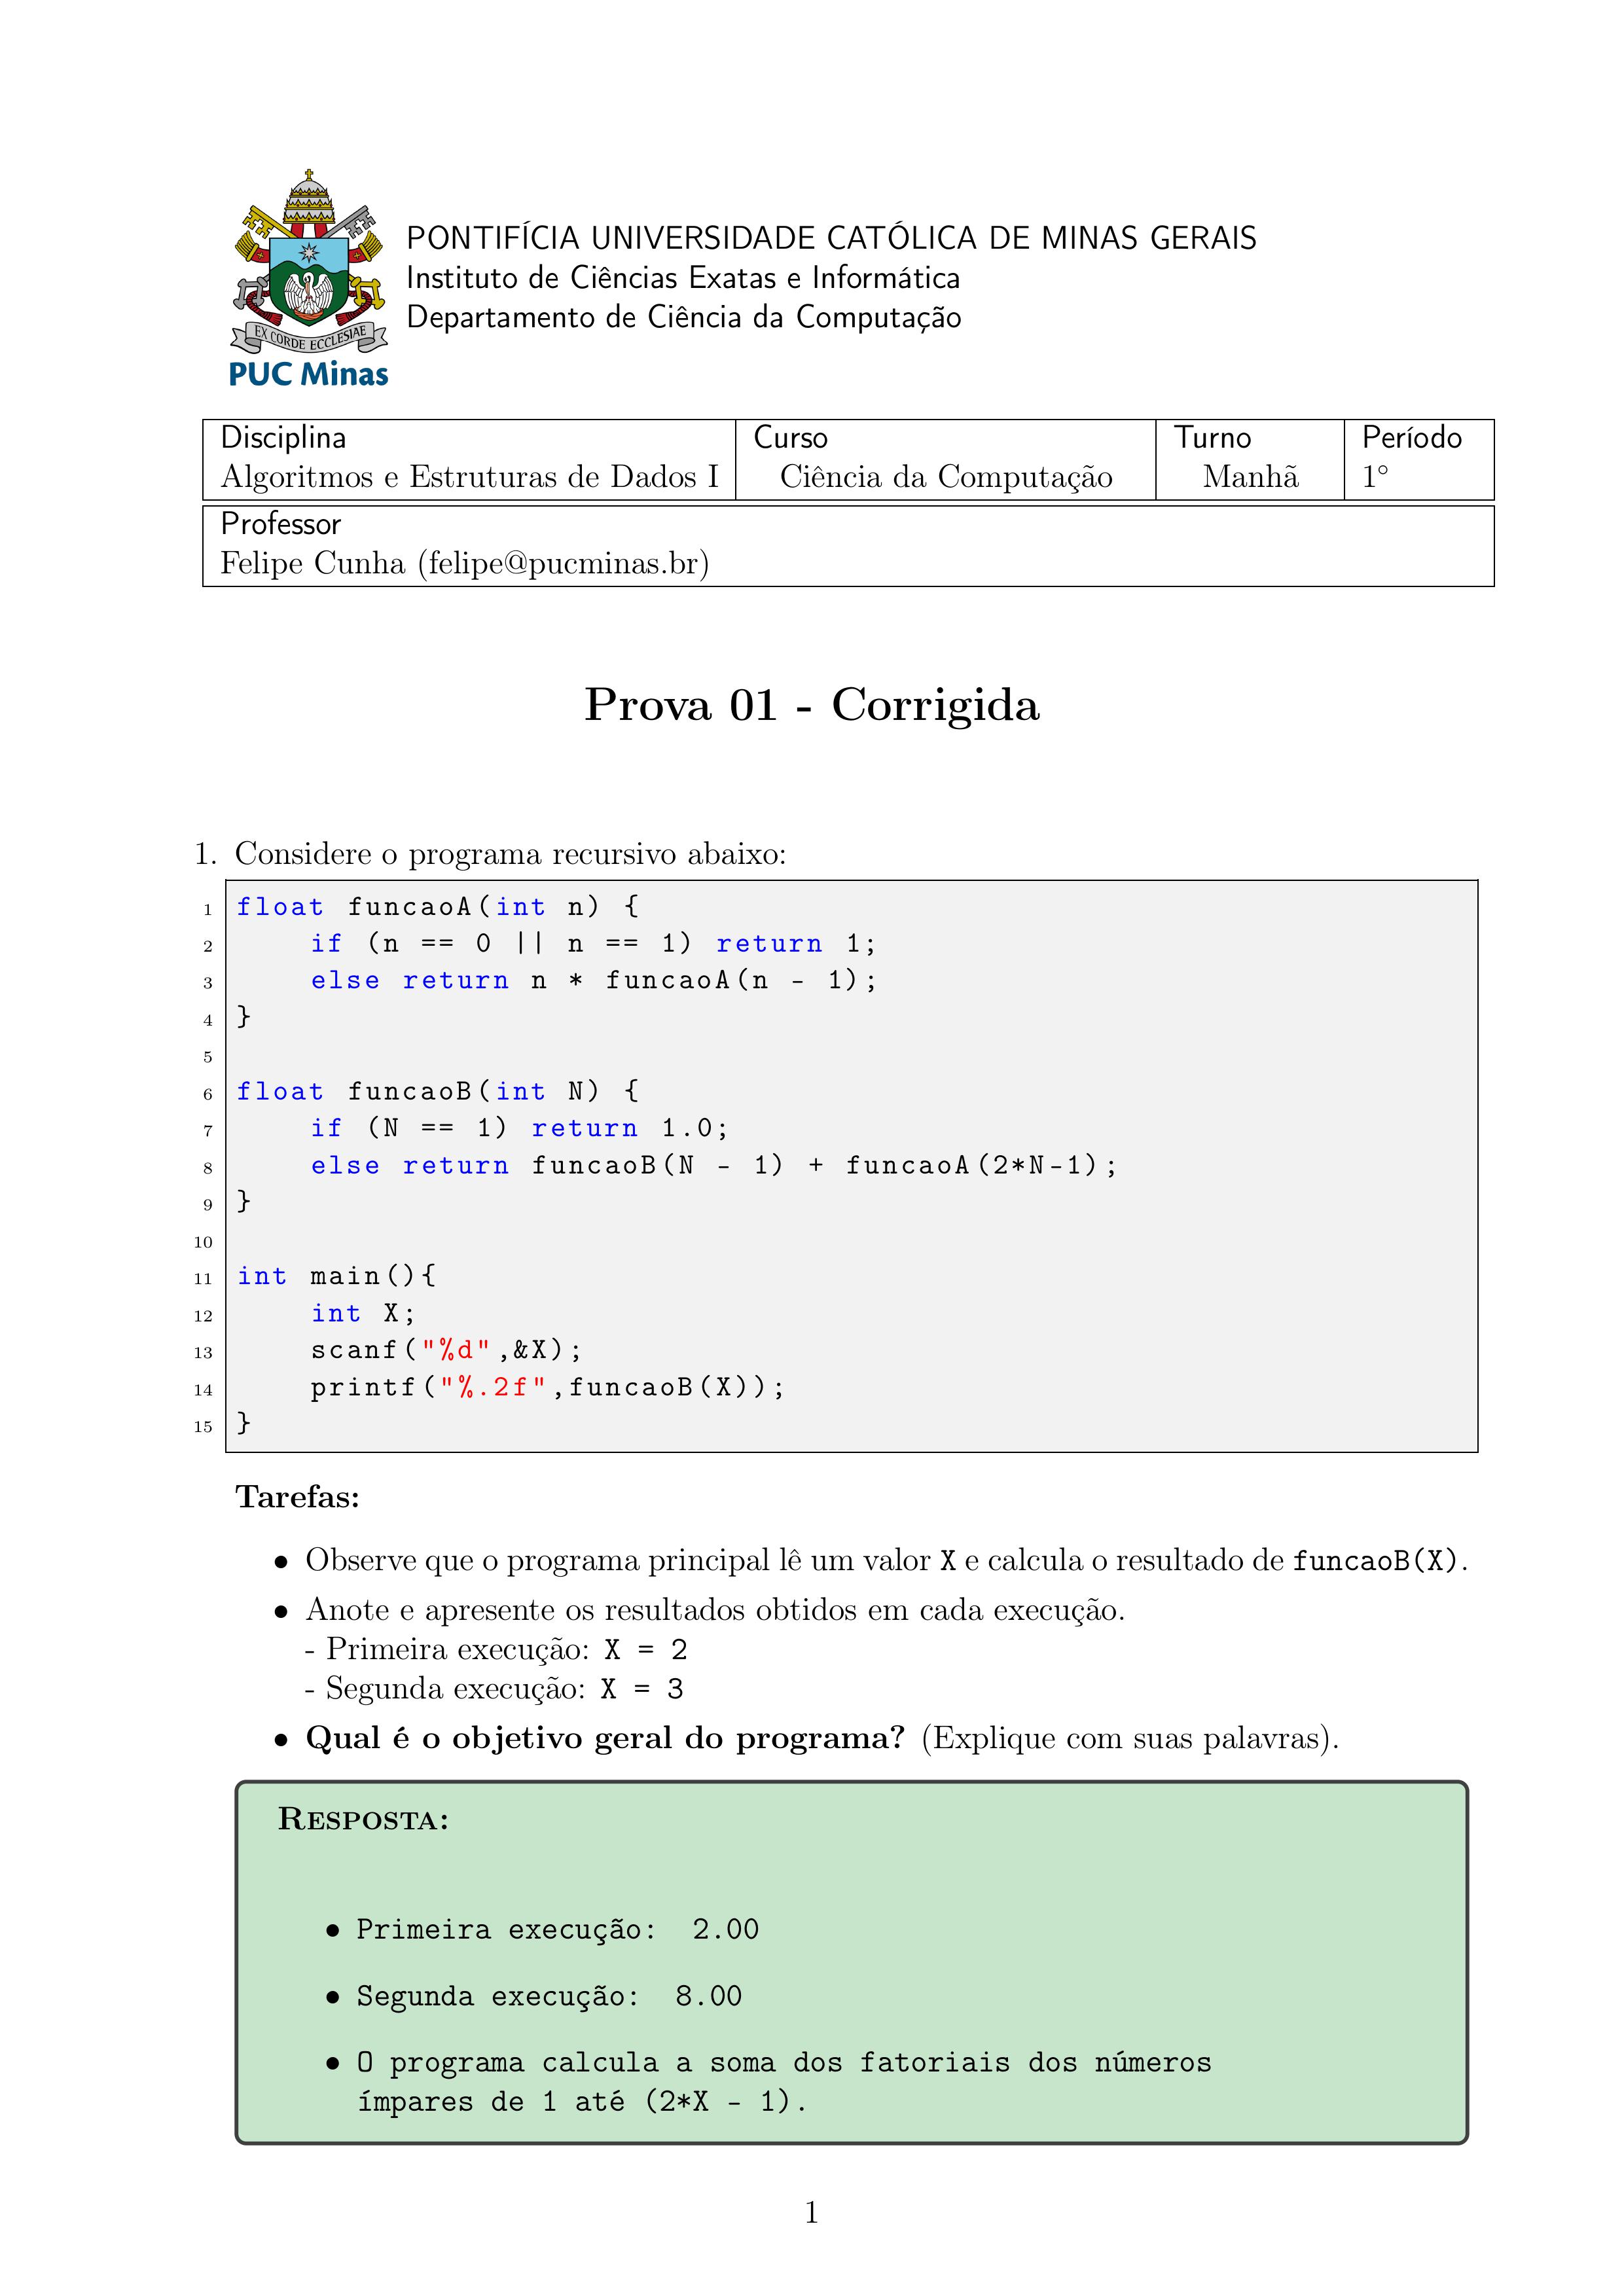 EX CORDE ECCLESIAE
PUC Minas
PONTIFÍCIA UNIVERSIDADE CATÓLICA DE MINAS GERAIS
Instituto de Ciências Exatas e Informática
Departamento de Ciência da Computação
Disciplina Curso Turno Período
Algoritmos e Estruturas de Dados I Ciência da Computação Manhã 1°
Professor
Felipe Cunha (felipe@pucminas.br)
Prova 01 - Corrigida
1. Considere o programa recursivo abaixo:
1 float funcaoA(int n) {
2     if (n == 0 || n == 1) return 1;
3     else return n * funcaoA(n - 1);
4 }
5
6 float funcaoB(int N) {
7     if (N == 1) return 1.0;
8     else return funcaoB(N - 1) + funcaoA(2*N-1);
9 }
10
11 int main(){
12     int X;
13     scanf("%d",&X);
14     printf("%.2f",funcaoB(X));
15 }
Tarefas:
• Observe que o programa principal lê um valor X e calcula o resultado de funcaoB(X).
• Anote e apresente os resultados obtidos em cada execução.
- Primeira execução: X = 2
- Segunda execução: X = 3
• Qual é o objetivo geral do programa? (Explique com suas palavras).
RESPOSTA:
• Primeira execução: 2.00
• Segunda execução: 8.00
• O programa calcula a soma dos fatoriais dos números
ímpares de 1 até (2*X - 1).
1